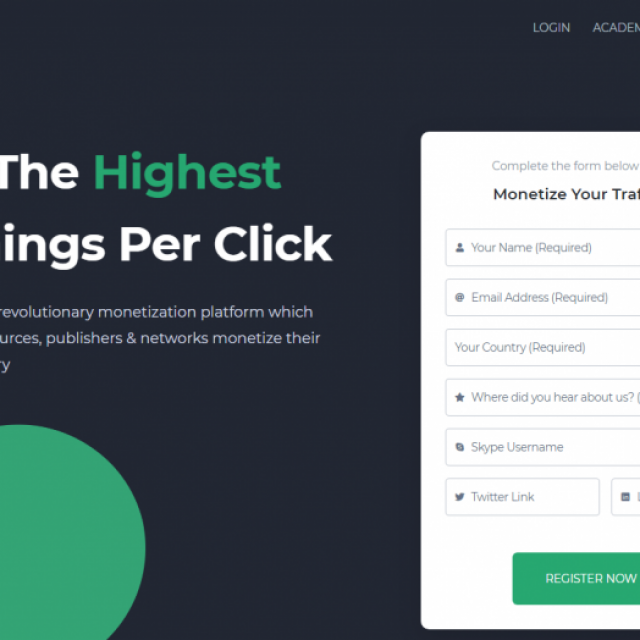 LOGIN ACADEM
The Highest
ings Per Click
revolutionary monetization platform which
urces, publishers & networks monetize their
ry
Complete the form below
Monetize Your Traf
Your Name (Required)
Email Address (Required)
Your Country (Required)
Where did you hear about us? (
Skype Username
Twitter Link
REGISTER NOW